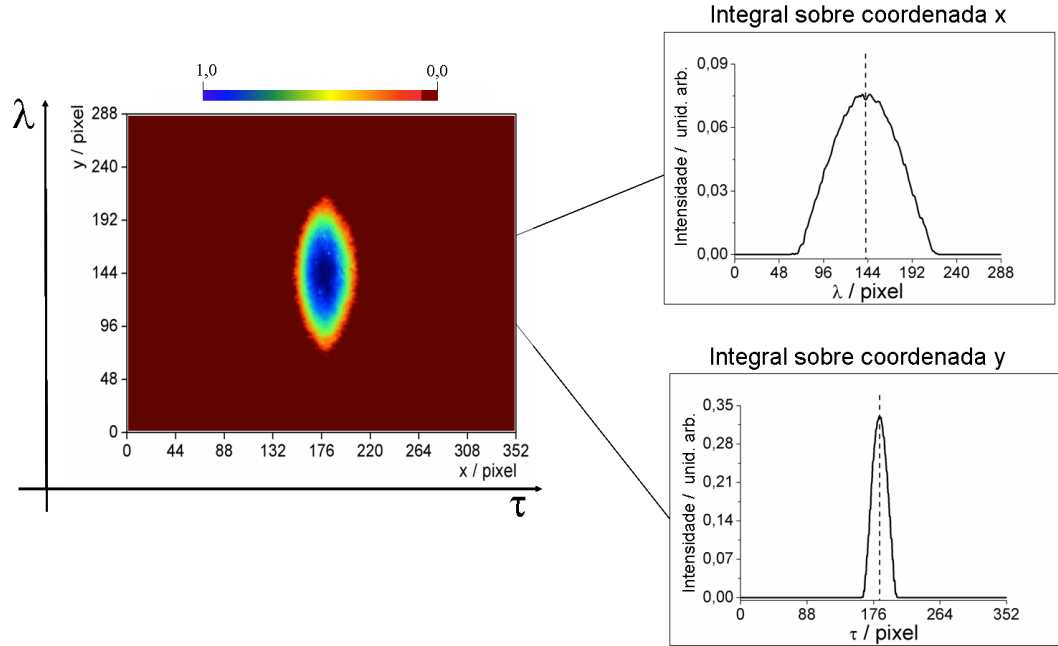 Integral sobre coordenada x
1,0 0,0
λ
y / pixel
288
240
192
144
96
48
0
0 44 88 132 176 220 264 308 352
x / pixel
τ
Intensidade / unid. arb.
0,09
0,06
0,03
0,00
0 48 96 144 192 240 288
λ / pixel
Integral sobre coordenada y
Intensidade / unid. arb.
0,35
0,28
0,21
0,14
0,07
0,00
0 88 176 264 352
τ / pixel